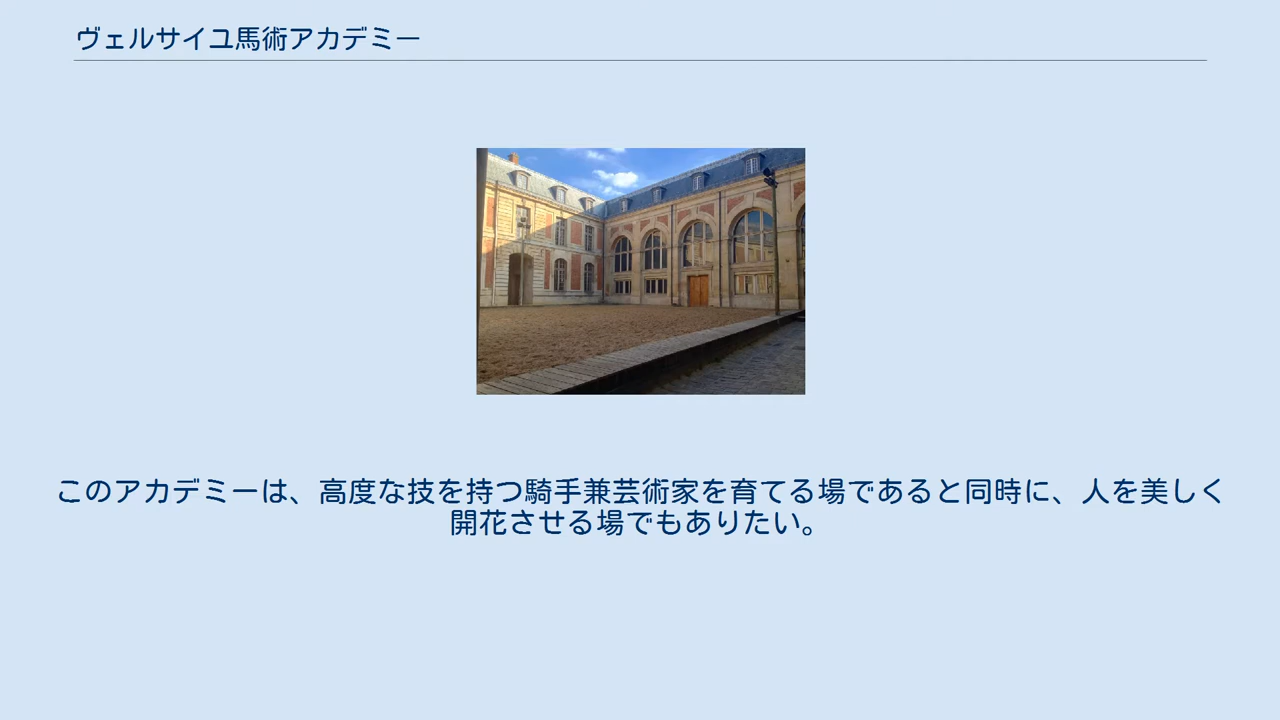 ヴェルサイユ馬術アカデミー
このアカデミーは、高度な技を持つ騎手兼芸術家を育てる場であると同時に、人を美しく
開花させる場でもありたい。